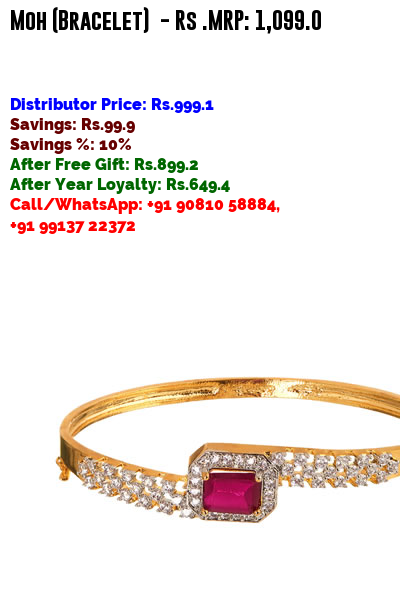 Moh (Bracelet) - Rs .MRP: 1,099.0
Distributor Price: Rs.999.1
Savings: Rs.99.9
Savings %: 10%
After Free Gift: Rs.899.2
After Year Loyalty: Rs.649.4
Call/WhatsApp: +91 90810 58884,
+91 99137 22372